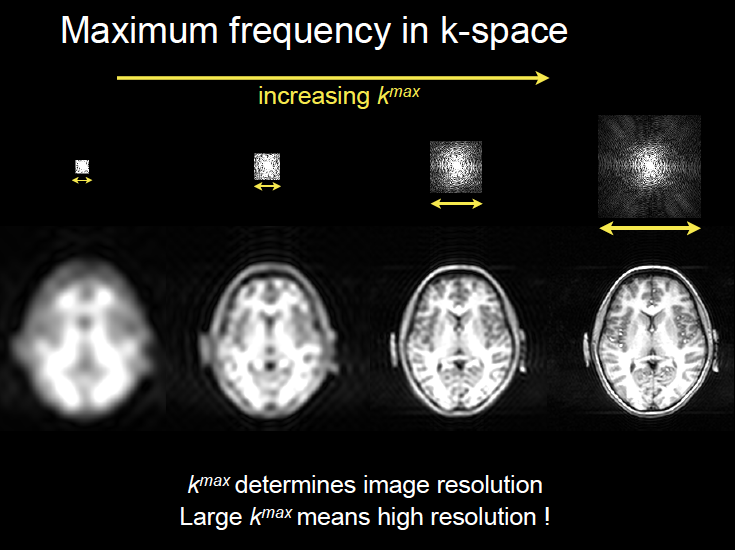 Maximum frequency in k-space
increasing kmax
kmax determines image resolution
Large kmax means high resolution !